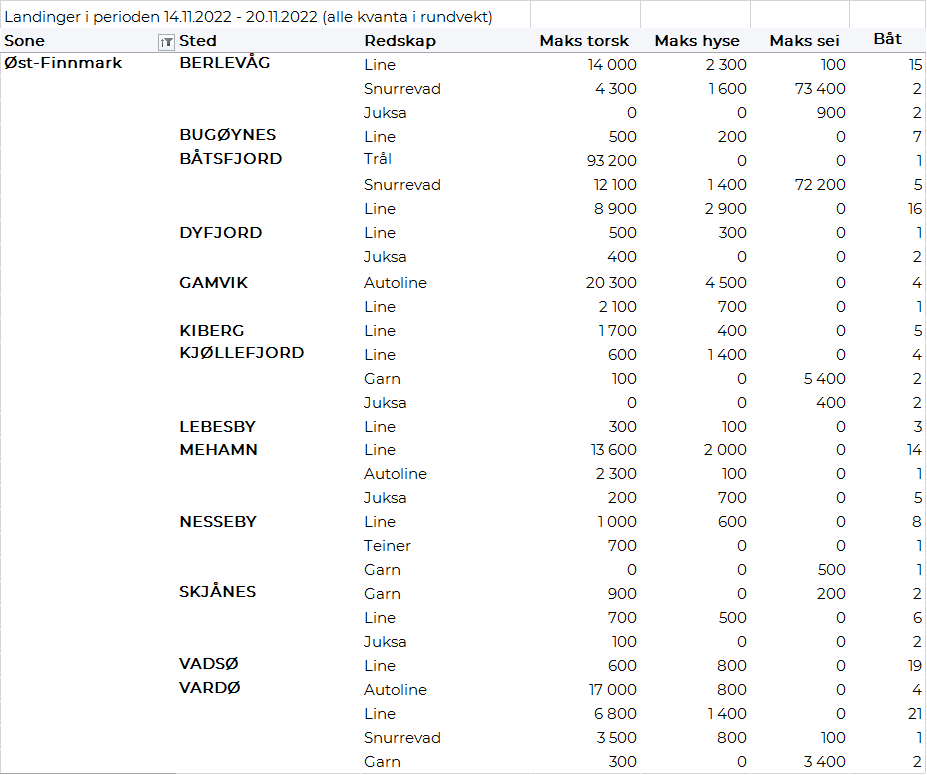 Landinger i perioden 14.11.2022 - 20.11.2022 (alle kvanta i rundvekt)
Sone Sted Redskap Maks torsk Maks hyse Maks sei Båt
Øst-Finnmark BERLEVÅG Line 14 000 2 300 100 15
Snurrevad 4 300 1 600 73 400 2
Juksa 0 0 900 2
BUGØYNES Line 500 200 0 7
BÅTSFJORD Trål 93 200 0 0 1
Snurrevad 12 100 1 400 72 200 5
Line 8 900 2 900 0 16
DYFJORD Line 500 300 0 1
Juksa 400 0 0 2
GAMVIK Autoline 20 300 4 500 0 4
Line 2 100 700 0 1
KIBERG Line 1 700 400 0 5
KJØLLEFJORD Line 600 1 400 0 4
Garn 100 0 5 400 2
Juksa 0 0 400 2
LEBESBY Line 300 100 0 3
MEHAMN Line 13 600 2 000 0 14
Autoline 2 300 100 0 1
Juksa 200 700 0 5
NESSEBY Line 1 000 600 0 8
Teiner 700 0 0 1
Garn 0 0 500 1
SKJÅNES Garn 900 0 200 2
Line 700 500 0 6
Juksa 100 0 0 2
VADSØ Line 600 800 0 19
VARDØ Autoline 17 000 800 0 4
Line 6 800 1 400 0 21
Snurrevad 3 500 800 100 1
Garn 300 0 3 400 2